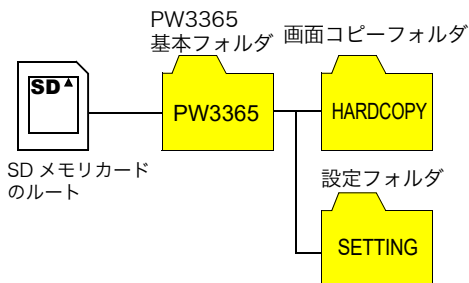 PW3365
基本フォルダ
画面コピーフォルダ
SD
PW3365
HARDCOPY
SD メモリカード
のルート
設定フォルダ
SETTING